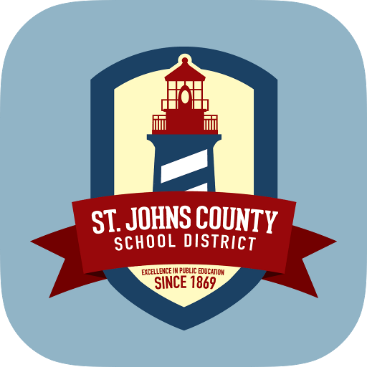 ST. JOHNS COUNTY
SCHOOL DISTRICT
EXCELLENCE IN PUBLIC EDUCATION
SINCE 1869